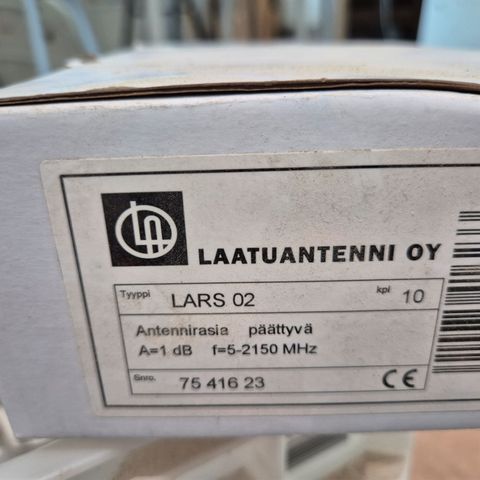 LA LAATUANTENNI OY
Tyyppi LARS 02 kpl 10
Antennirasia päättyvä
A=1 dB f=5-2150 MHz
Snro. 75 416 23 CE